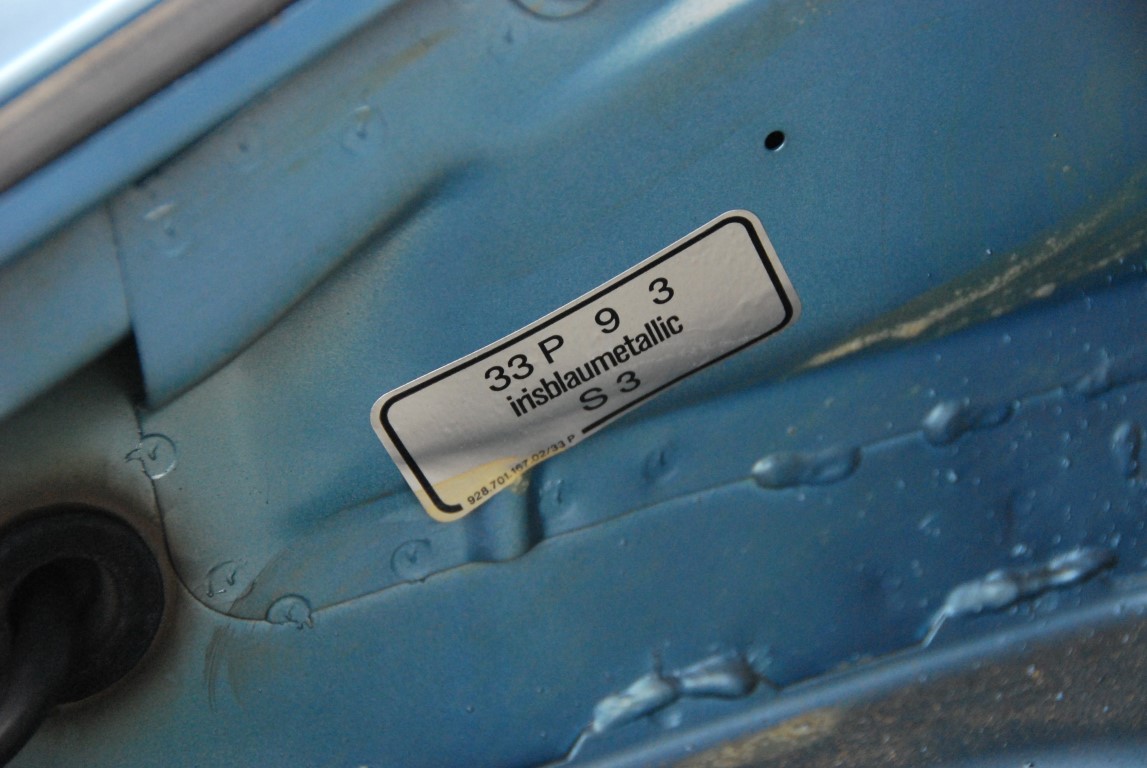 33 P 9 3
irisblaumetallic
S 3
928.701.167.02/33 P